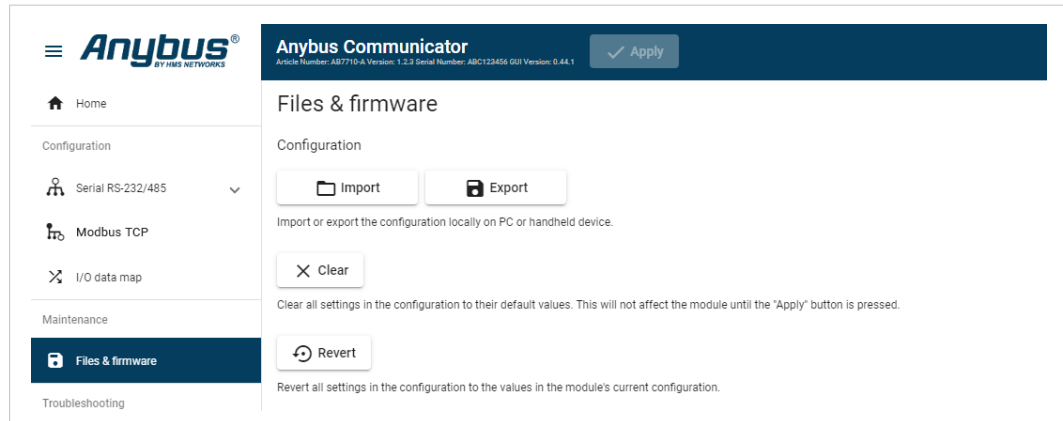 Anybus®
BY HMS NETWORKS
Anybus Communicator
Article Number: AB7710-A Version: 1.2.3 Serial Number: ABC123456 GUI Version: 0.44.1
Apply
Home
Configuration
Serial RS-232/485
Modbus TCP
I/O data map
Maintenance
Files & firmware
Troubleshooting
Files & firmware
Configuration
Import
Export
Import or export the configuration locally on PC or handheld device.
Clear
Clear all settings in the configuration to their default values. This will not affect the module until the "Apply" button is pressed.
Revert
Revert all settings in the configuration to the values in the module's current configuration.